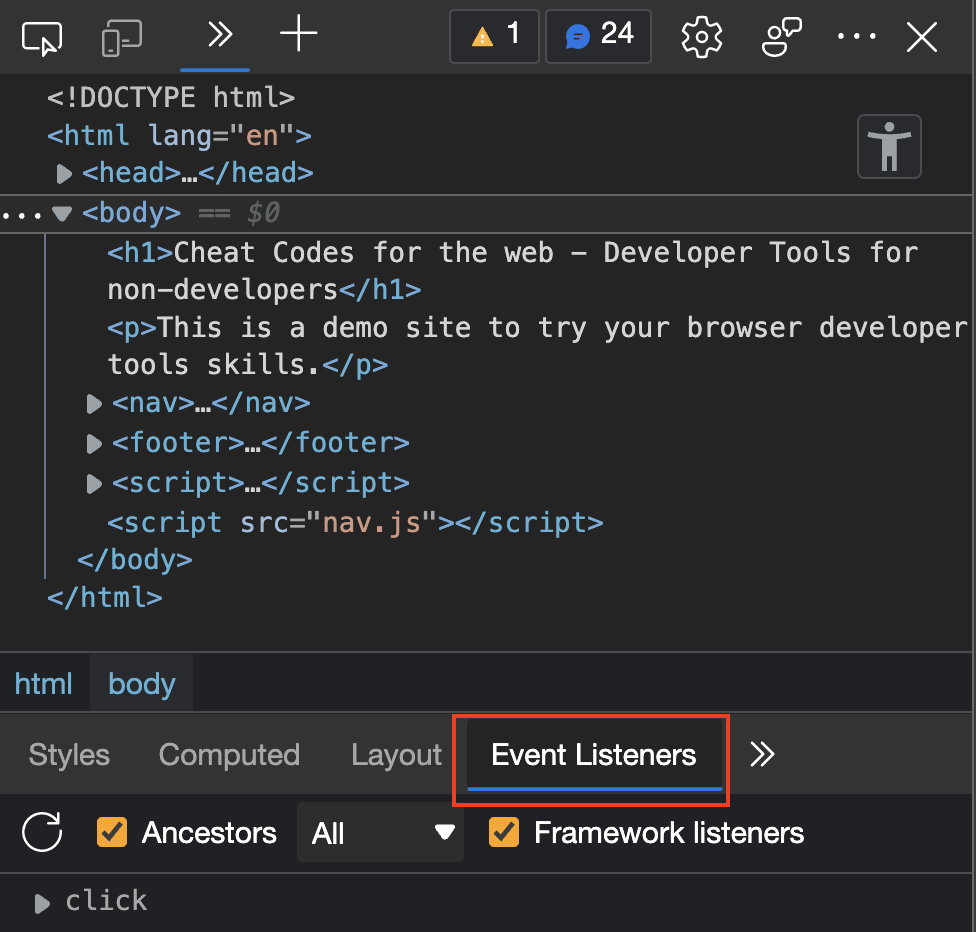 1 24
<!DOCTYPE html>
<html lang="en">
<head>…</head>
<body> == $0
<h1>Cheat Codes for the web – Developer Tools for
non-developers</h1>
<p>This is a demo site to try your browser developer
tools skills.</p>
<nav>…</nav>
<footer>…</footer>
<script>…</script>
<script src="nav.js"></script>
</body>
</html>
html body
Styles Computed Layout Event Listeners
Ancestors All Framework listeners
click